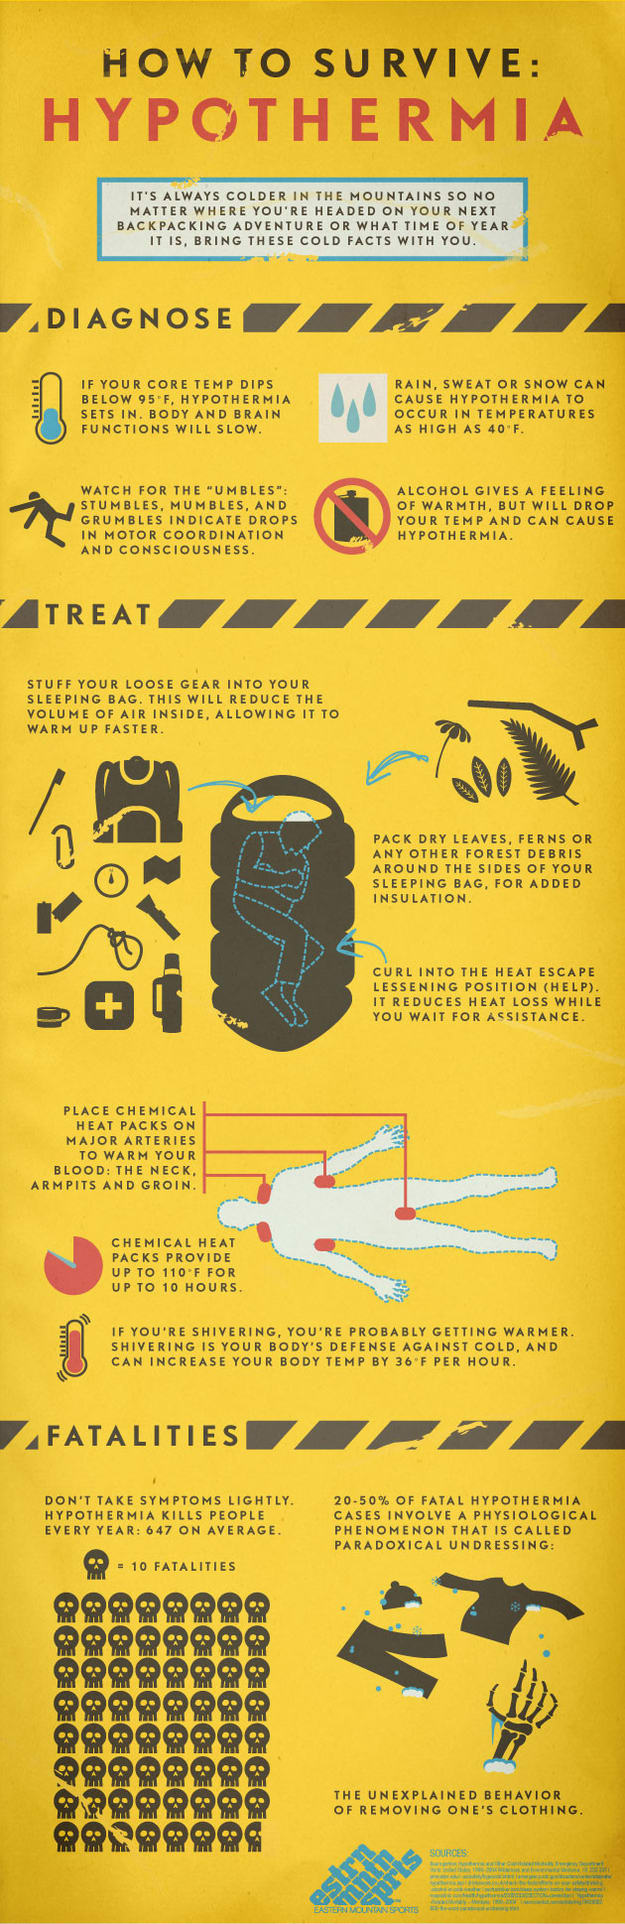 HOW TO SURVIVE:
HYPOTHERMIA
IT'S ALWAYS COLDER IN THE MOUNTAINS SO NO
MATTER WHERE YOU'RE HEADED ON YOUR NEXT
BACKPACKING ADVENTURE OR WHAT TIME OF YEAR
IT IS, BRING THESE COLD FACTS WITH YOU.
DIAGNOSE
IF YOUR CORE TEMP DIPS
BELOW 95°F, HYPOTHERMIA
SETS IN. BODY AND BRAIN
FUNCTIONS WILL SLOW.
RAIN, SWEAT OR SNOW CAN
CAUSE HYPOTHERMIA TO
OCCUR IN TEMPERATURES
AS HIGH AS 40°F.
WATCH FOR THE "UMBLES":
STUMBLES, MUMBLES, AND
GRUMBLES INDICATE DROPS
IN MOTOR COORDINATION
AND CONSCIOUSNESS.
ALCOHOL GIVES A FEELING
OF WARMTH, BUT WILL DROP
YOUR TEMP AND CAN CAUSE
HYPOTHERMIA.
TREAT
STUFF YOUR LOOSE GEAR INTO YOUR
SLEEPING BAG. THIS WILL REDUCE THE
VOLUME OF AIR INSIDE, ALLOWING IT TO
WARM UP FASTER.
PACK DRY LEAVES, FERNS OR
ANY OTHER FOREST DEBRIS
AROUND THE SIDES OF YOUR
SLEEPING BAG, FOR ADDED
INSULATION.
CURL INTO THE HEAT ESCAPE
LESSENING POSITION (HELP).
IT REDUCES HEAT LOSS WHILE
YOU WAIT FOR ASSISTANCE.
PLACE CHEMICAL
HEAT PACKS ON
MAJOR ARTERIES
TO WARM YOUR
BLOOD: THE NECK,
ARMPITS AND GROIN.
CHEMICAL HEAT
PACKS PROVIDE
UP TO 110°F FOR
UP TO 10 HOURS.
IF YOU'RE SHIVERING, YOU'RE PROBABLY GETTING WARMER.
SHIVERING IS YOUR BODY'S DEFENSE AGAINST COLD, AND
CAN INCREASE YOUR BODY TEMP BY 36°F PER HOUR.
FATALITIES
DON'T TAKE SYMPTOMS LIGHTLY.
HYPOTHERMIA KILLS PEOPLE
EVERY YEAR: 647 ON AVERAGE.
= 10 FATALITIES
20-50% OF FATAL HYPOTHERMIA
CASES INVOLVE A PHYSIOLOGICAL
PHENOMENON THAT IS CALLED
PARADOXICAL UNDRESSING:
THE UNEXPLAINED BEHAVIOR
OF REMOVING ONE'S CLOTHING.
estrn
mntn
sports
EASTERN MOUNTAIN SPORTS
SOURCES: